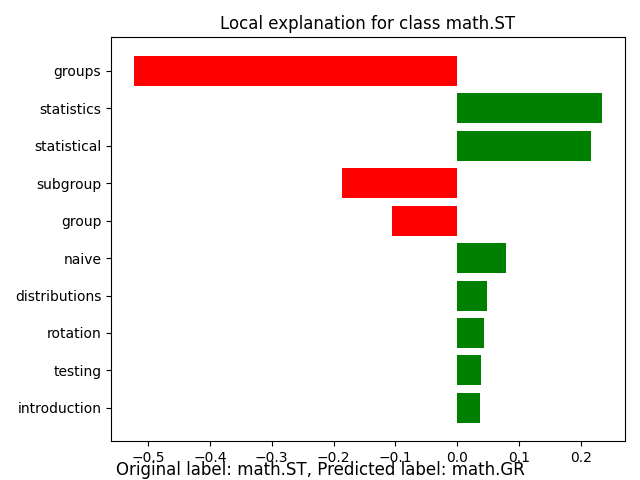 Local explanation for class math.ST
groups
statistics
statistical
subgroup
group
naive
distributions
rotation
testing
introduction
−0.5 −0.4 −0.3 −0.2 −0.1 0.0 0.1 0.2
Original label: math.ST, Predicted label: math.GR